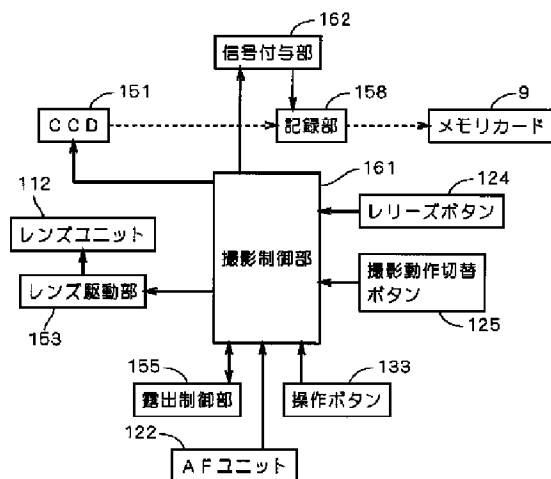 162
信号付与部
151
158
9
CCD
記録部
メモリカード
161
112
124
レンズユニット
レリーズボタン
撮影制御部
レンズ駆動部
撮影動作切替
ボタン
153
125
155
133
露出制御部
操作ボタン
122
AFユニット